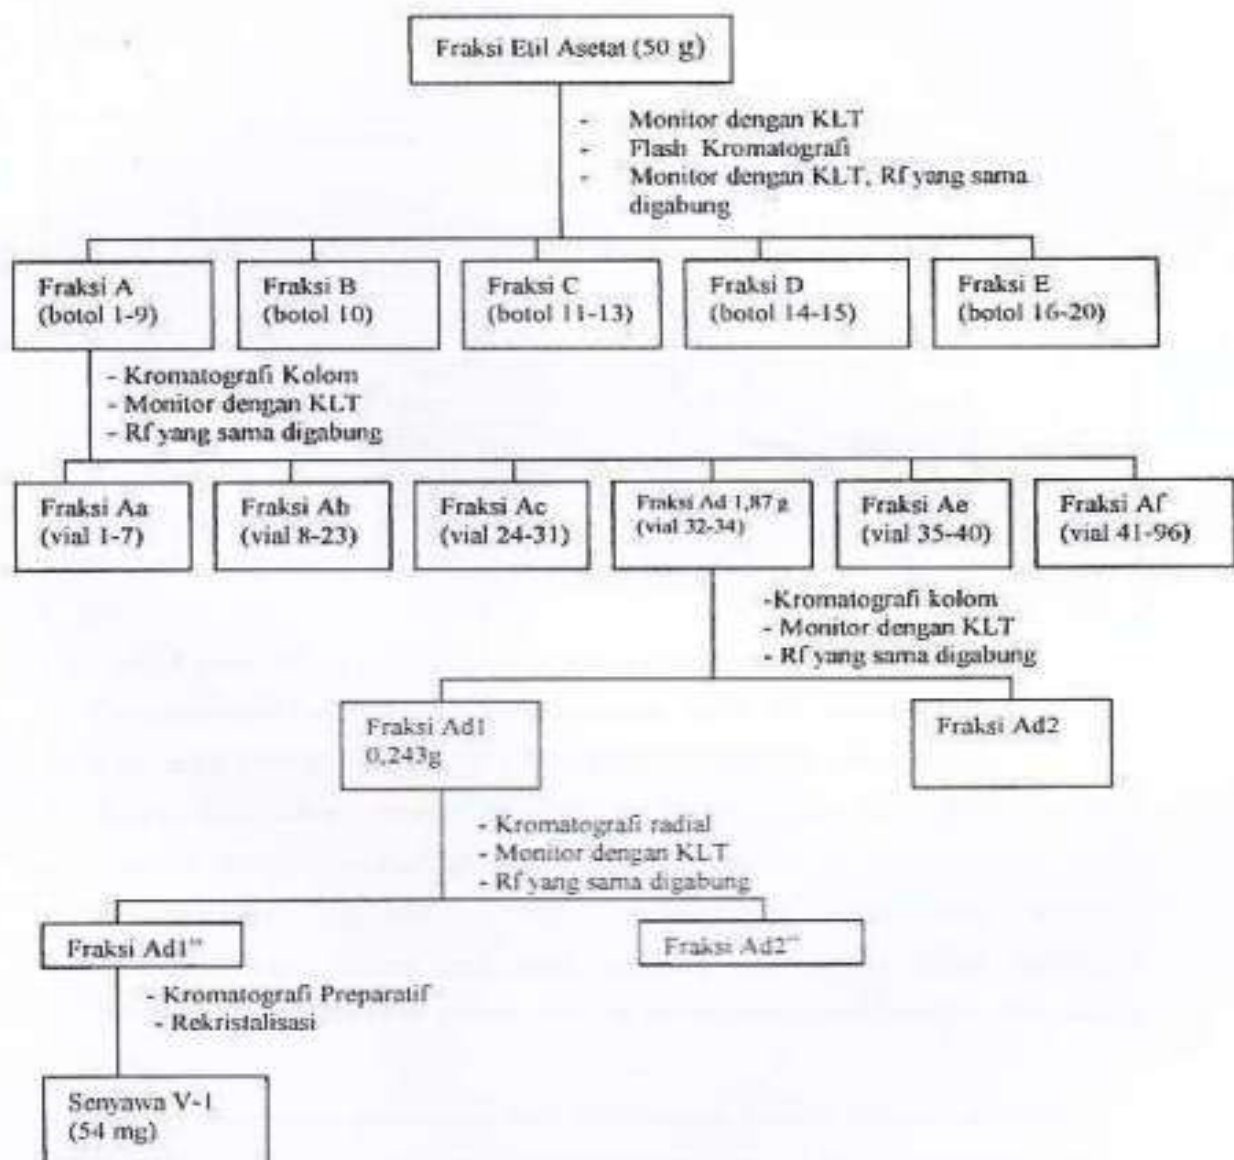 Fraksi Etil Asetat (50 g)
- Monitor dengan KLT
- Flash Kromatografi
- Monitor dengan KLT, Rf yang sama
digabung
Fraksi A
(botol 1-9)
Fraksi B
(botol 10)
Fraksi C
(botol 11-13)
Fraksi D
(botol 14-15)
Fraksi E
(botol 16-20)
- Kromatografi Kolom
- Monitor dengan KLT
- Rf yang sama digabung
Fraksi Aa
(vial 1-7)
Fraksi Ab
(vial 8-23)
Fraksi Ac
(vial 24-31)
Fraksi Ad 1,87 g
(vial 32-34)
Fraksi Ae
(vial 35-40)
Fraksi Af
(vial 41-96)
-Kromatografi kolom
- Monitor dengan KLT
- Rf yang sama digabung
Fraksi Ad1
0,243g
Fraksi Ad2
- Kromatografi radial
- Monitor dengan KLT
- Rf yang sama digabung
Fraksi Ad1"
Fraksi Ad2"
- Kromatografi Preparatif
- Rekristalisasi
Senyawa V-1
(54 mg)